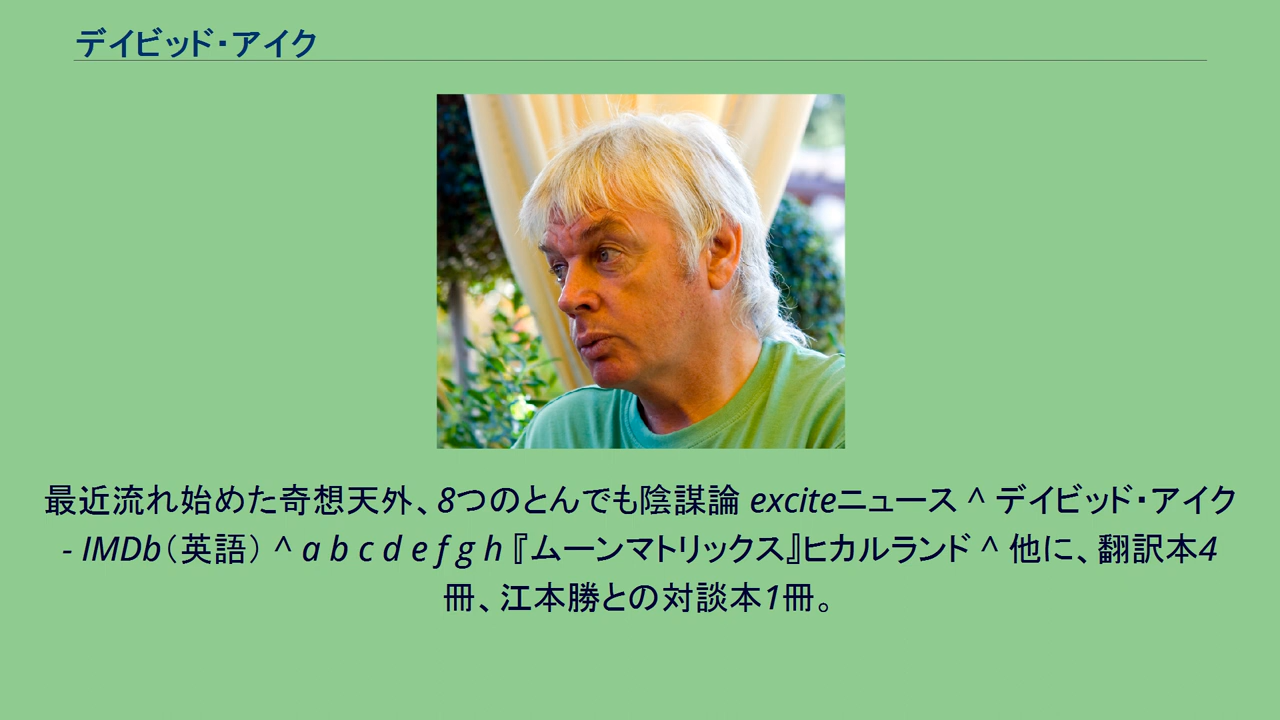 デイビッド・アイク
最近流れ始めた奇想天外、8つのとんでも陰謀論 exciteニュース ^ デイビッド・アイク
- IMDb（英語） ^ a b c d e f g h 『ムーンマトリックス』ヒカルランド ^ 他に、翻訳本4
冊、江本勝との対談本1冊。